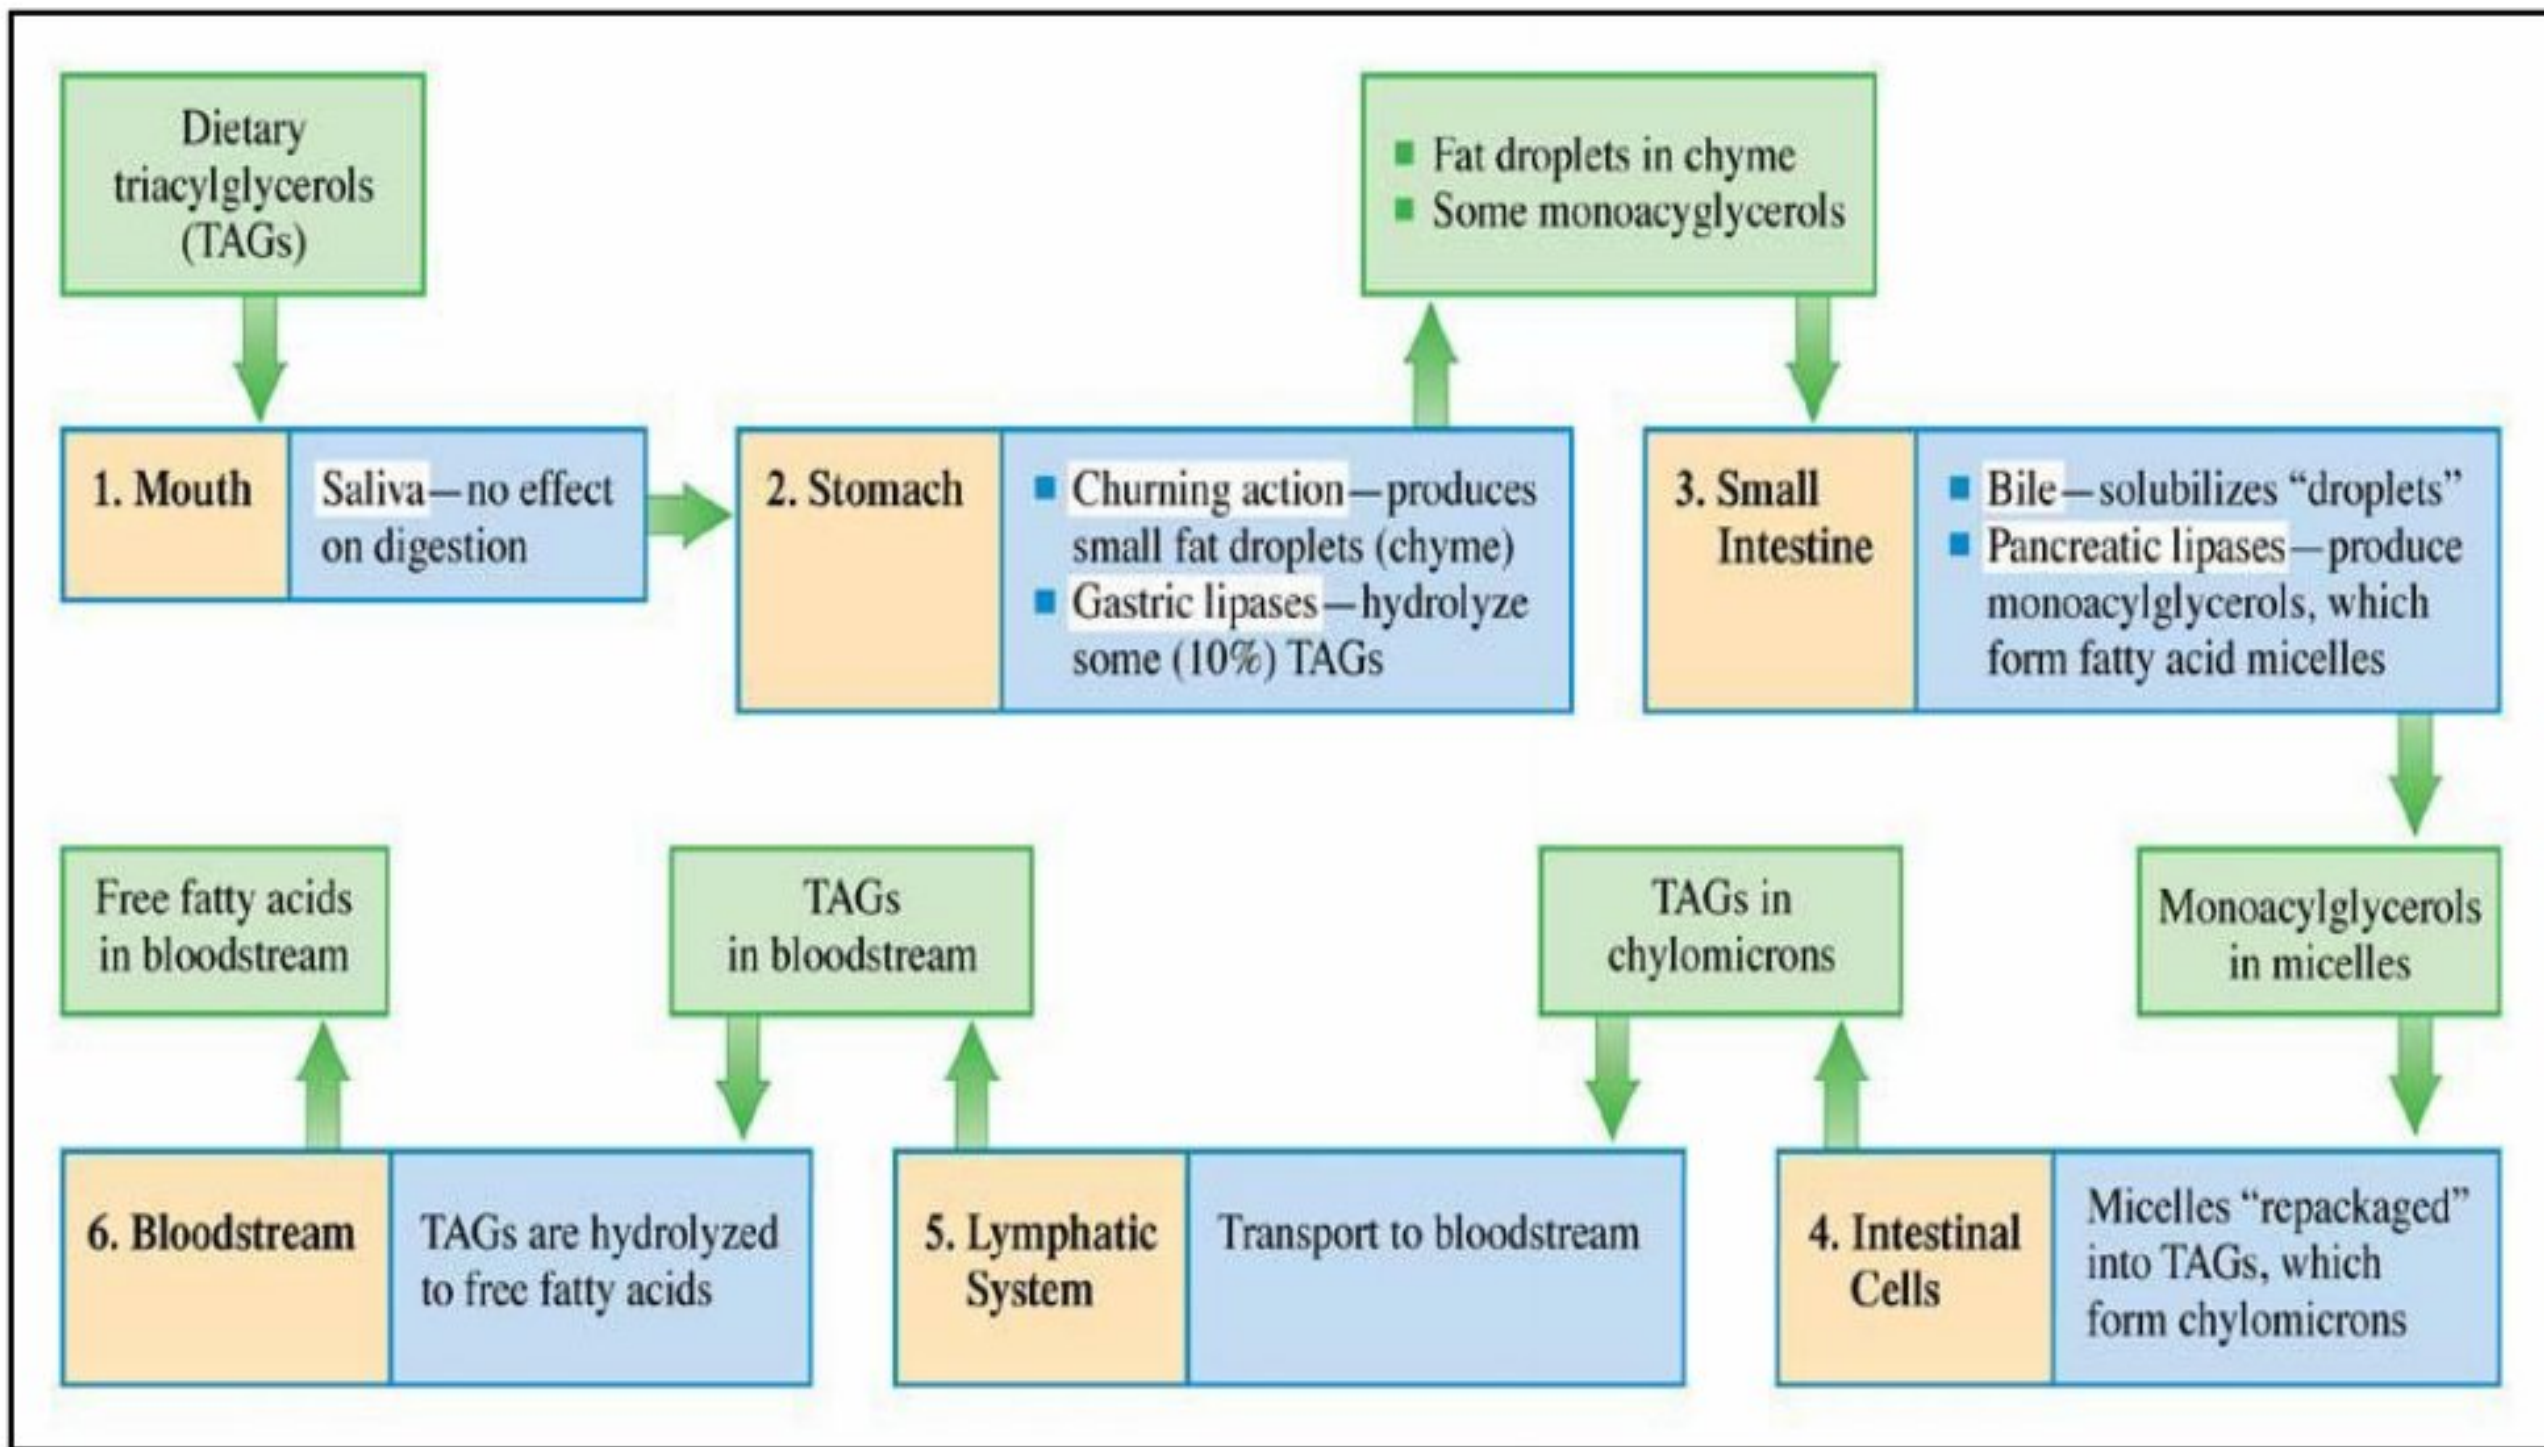 Dietary
triacylglycerols
(TAGs)
1. Mouth
Saliva—no effect
on digestion
2. Stomach
■ Churning action—produces
small fat droplets (chyme)
■ Gastric lipases—hydrolyze
some (10%) TAGs
■ Fat droplets in chyme
■ Some monoacyglycerols
3. Small
Intestine
■ Bile—solubilizes “droplets”
■ Pancreatic lipases—produce
monoacylglycerols, which
form fatty acid micelles
Monoacylglycerols
in micelles
4. Intestinal
Cells
Micelles “repackaged”
into TAGs, which
form chylomicrons
TAGs in
chylomicrons
5. Lymphatic
System
Transport to bloodstream
TAGs
in bloodstream
6. Bloodstream
TAGs are hydrolyzed
to free fatty acids
Free fatty acids
in bloodstream